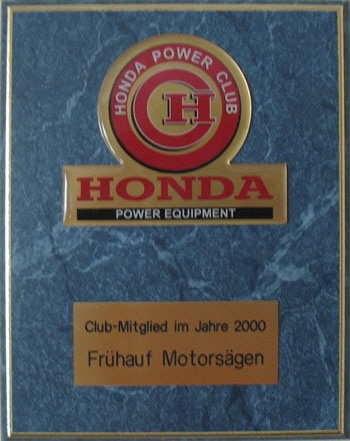 HONDA POWER CLUB
H
HONDA
POWER EQUIPMENT
Club-Mitglied im Jahre 2000
Frühauf Motorsägen